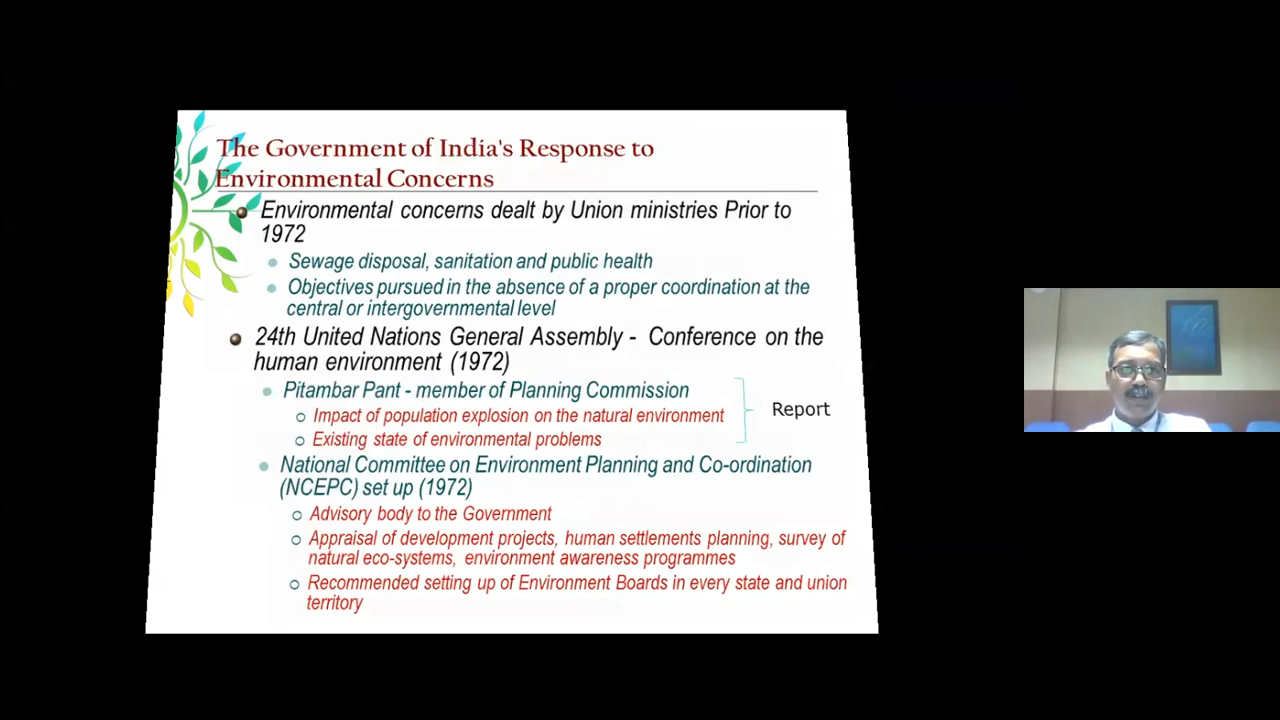 The Government of India's Response to
Environmental Concerns
Environmental concerns dealt by Union ministries Prior to
1972
Sewage disposal, sanitation and public health
Objectives pursued in the absence of a proper coordination at the
central or intergovernmental level
24th United Nations General Assembly - Conference on the
human environment (1972)
Pitambar Pant - member of Planning Commission
Impact of population explosion on the natural environment
Existing state of environmental problems
Report
National Committee on Environment Planning and Co-ordination
(NCEPC) set up (1972)
Advisory body to the Government
Appraisal of development projects, human settlements planning, survey of
natural eco-systems, environment awareness programmes
Recommended setting up of Environment Boards in every state and union
territory